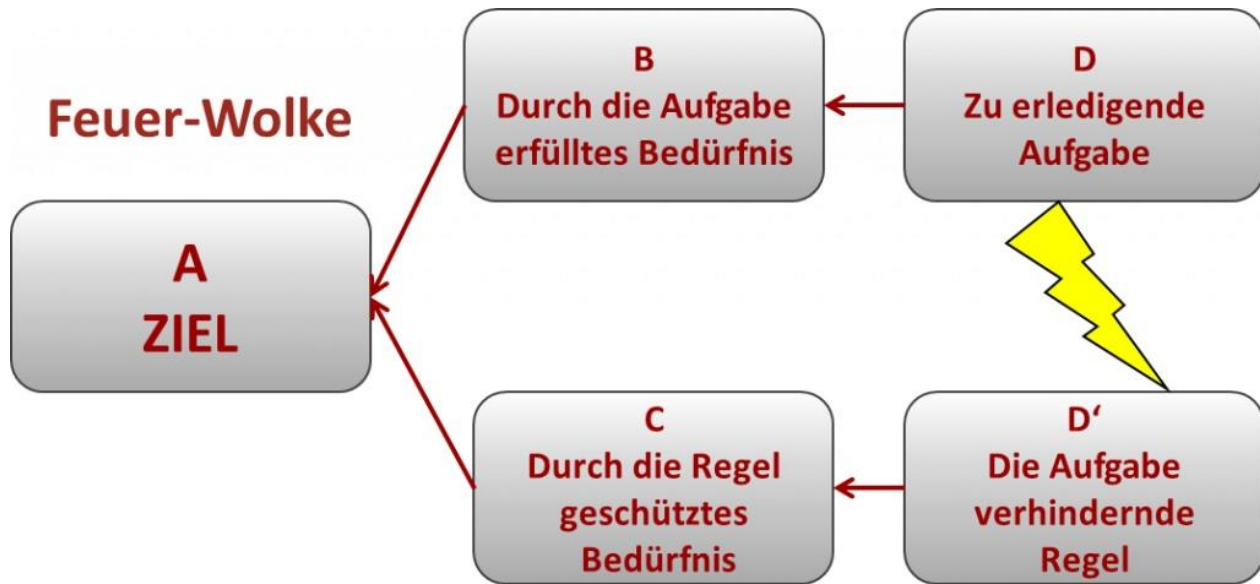 Feuer-Wolke
A
ZIEL
B
Durch die Aufgabe
erfülltes Bedürfnis
D
Zu erledigende
Aufgabe
C
Durch die Regel
geschütztes
Bedürfnis
D‘
Die Aufgabe
verhindernde
Regel